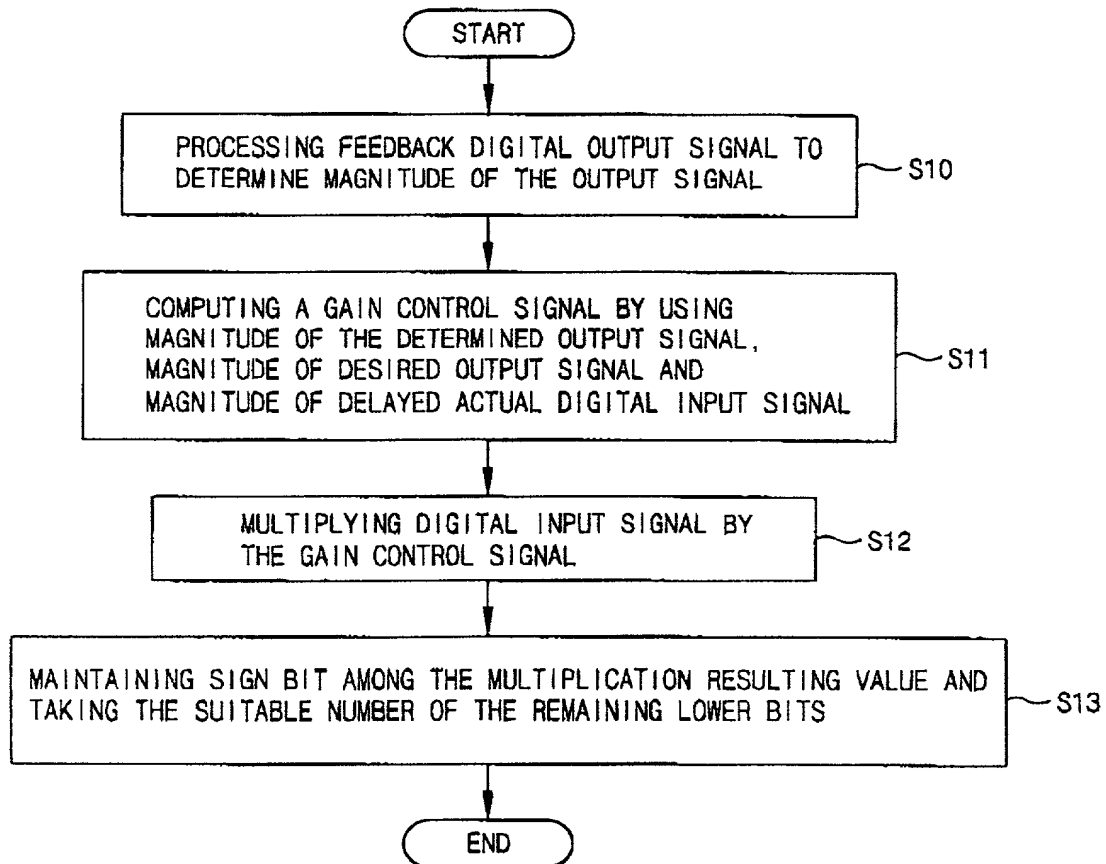 START
PROCESSING FEEDBACK DIGITAL OUTPUT SIGNAL TO
DETERMINE MAGNITUDE OF THE OUTPUT SIGNAL
S10
COMPUTING A GAIN CONTROL SIGNAL BY USING
MAGNITUDE OF THE DETERMINED OUTPUT SIGNAL,
MAGNITUDE OF DESIRED OUTPUT SIGNAL AND
MAGNITUDE OF DELAYED ACTUAL DIGITAL INPUT SIGNAL
S11
MULTIPLYING DIGITAL INPUT SIGNAL BY
THE GAIN CONTROL SIGNAL
S12
MAINTAINING SIGN BIT AMONG THE MULTIPLICATION RESULTING VALUE AND
TAKING THE SUITABLE NUMBER OF THE REMAINING LOWER BITS
S13
END